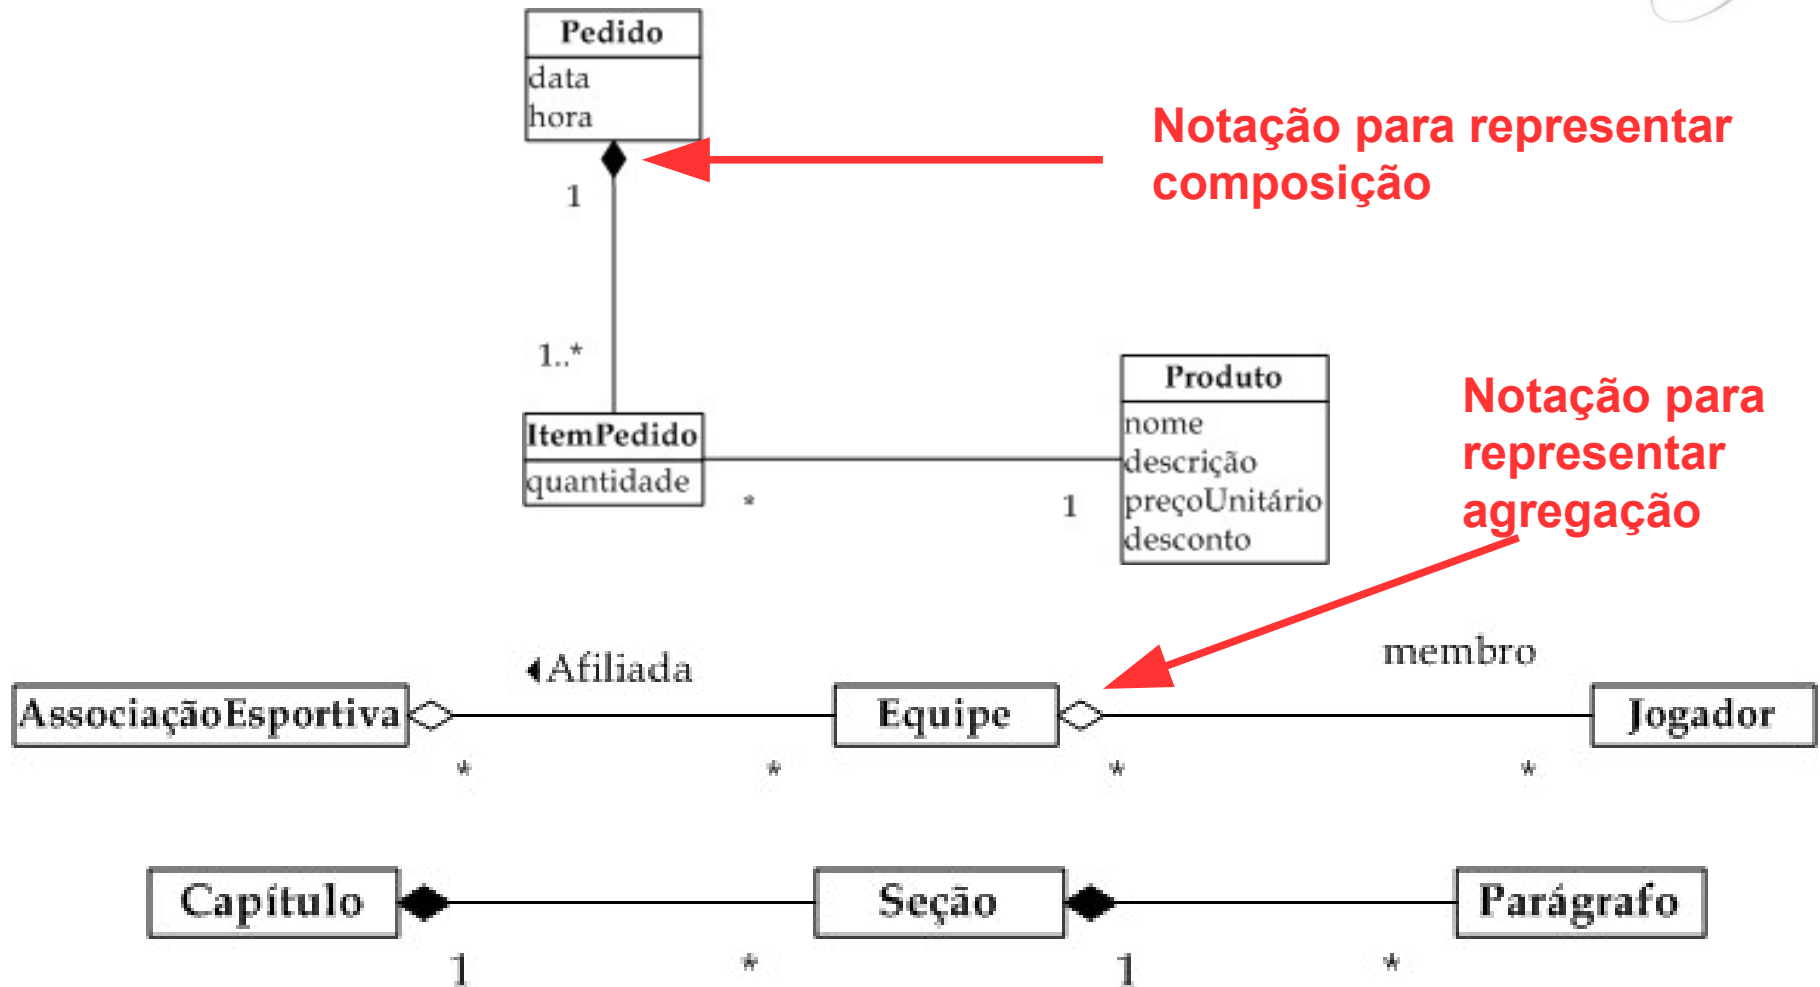 Pedido
data
hora
Notação para representar
composição
1
1..*
ItemPedido
quantidade
*
1
Produto
nome
descrição
preçoUnitário
desconto
Notação para
representar
agregação
Afiliada
membro
AssociaçãoEsportiva
Equipe
Jogador
*
*
*
*
Capítulo
Seção
Parágrafo
1
*
1
*